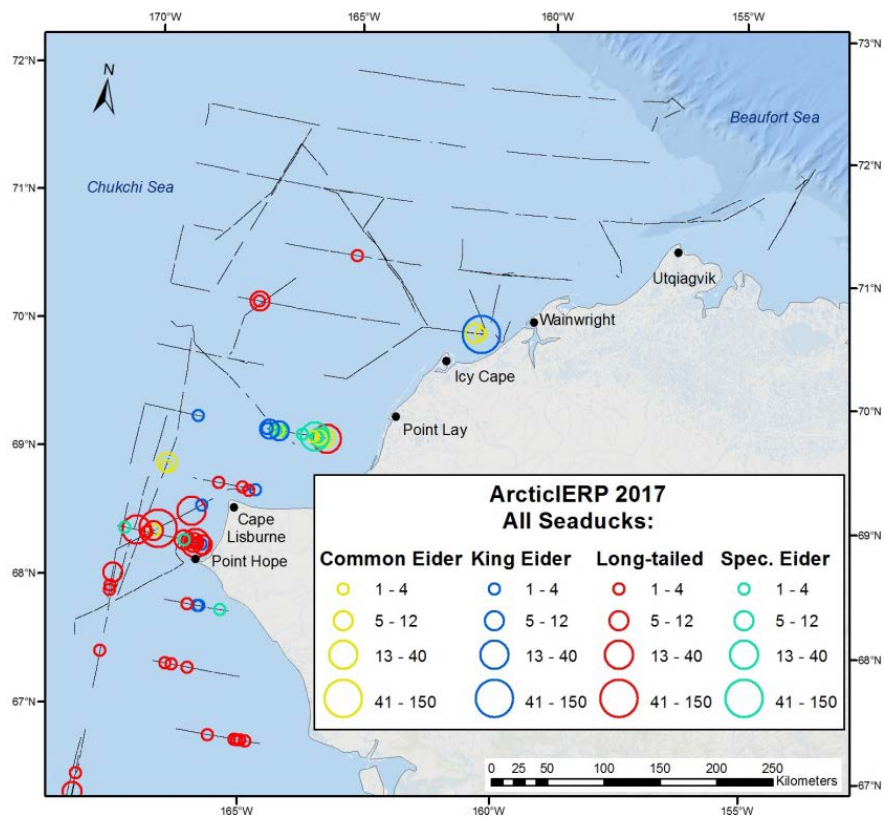 170°W 165°W 160°W 155°W
72°N
73°N
N
Beaufort Sea
72°N
Chukchi Sea
71°N
Utqiagvik
71°N
70°N
Wainwright
Icy Cape
Point Lay
70°N
69°N
ArcticIERP 2017
All Seaducks:
Common Eider King Eider Long-tailed Spec. Eider
1 - 4 1 - 4 1 - 4 1 - 4
5 - 12 5 - 12 5 - 12 5 - 12
13 - 40 13 - 40 13 - 40 13 - 40
41 - 150 41 - 150 41 - 150 41 - 150
Cape
Lisburne
Point Hope
69°N
68°N
68°N
67°N
0 25 50 100 150 200 250
Kilometers
67°N
165°W 160°W 155°W